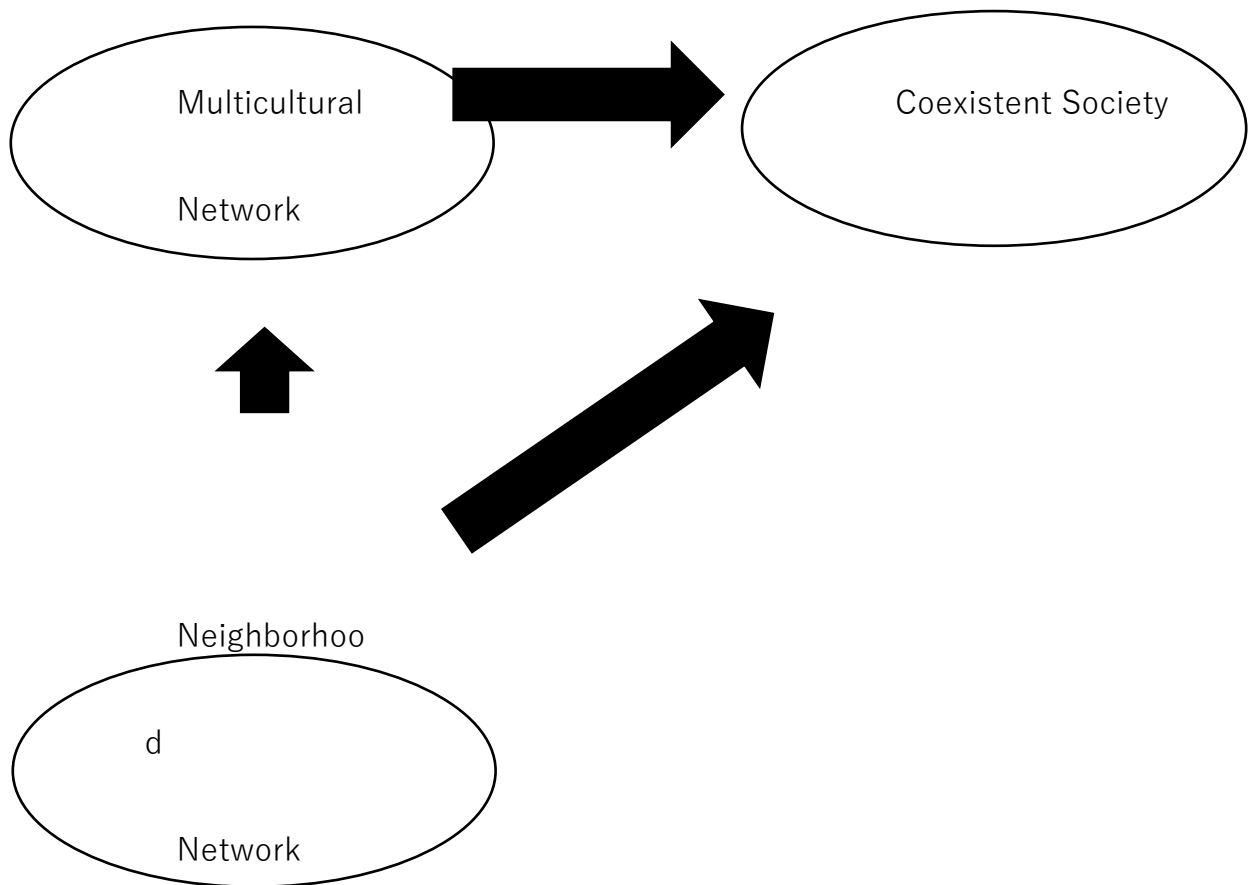 Multicultural
Network
Coexistent Society
Neighborhoo
d
Network